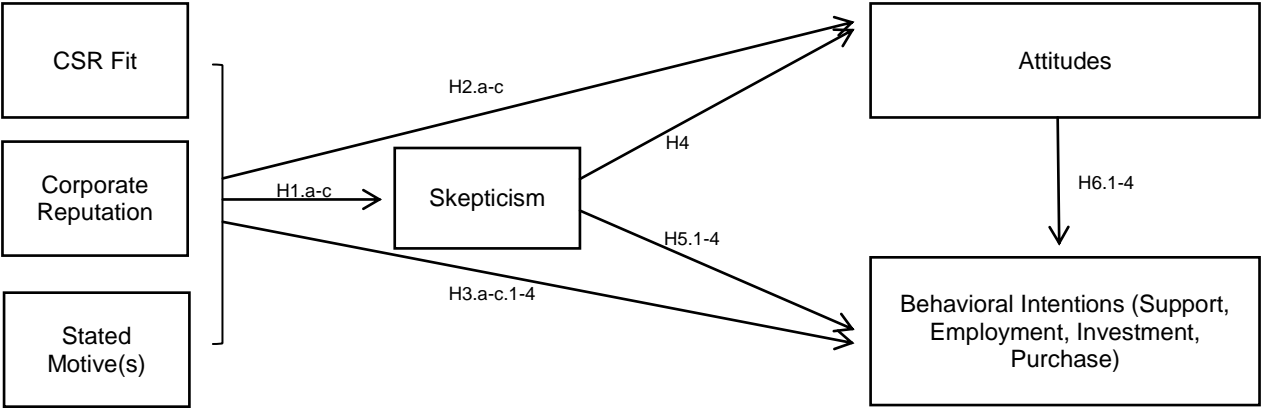 CSR Fit
Corporate
Reputation
Stated
Motive(s)
H2.a-c
H1.a-c
H3.a-c.1-4
Skepticism
H4
H5.1-4
Attitudes
H6.1-4
Behavioral Intentions (Support,
Employment, Investment,
Purchase)